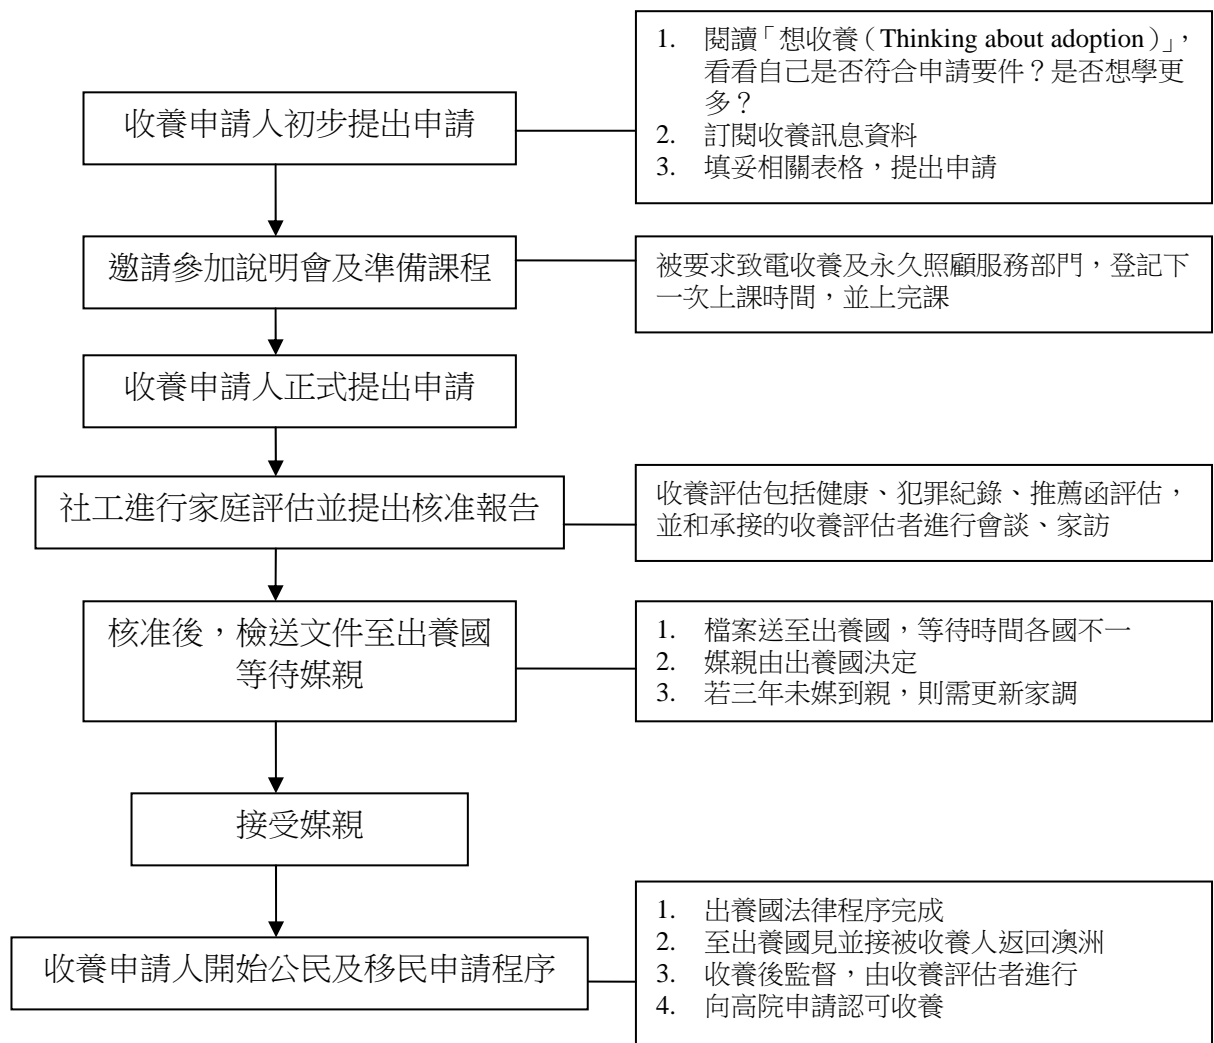 收養申請人初步提出申請
1. 閱讀「想收養（Thinking about adoption）」，
看看自己是否符合申請要件？是否想學更
多？
2. 訂閱收養訊息資料
3. 填妥相關表格，提出申請
邀請參加說明會及準備課程
被要求致電收養及永久照顧服務部門，登記下
一次上課時間，並上完課
收養申請人正式提出申請
社工進行家庭評估並提出核准報告
收養評估包括健康、犯罪紀錄、推薦函評估，
並和承接的收養評估者進行會談、家訪
核准後，檢送文件至出養國
等待媒親
1. 檔案送至出養國，等待時間各國不一
2. 媒親由出養國決定
3. 若三年未媒到親，則需更新家調
接受媒親
收養申請人開始公民及移民申請程序
1. 出養國法律程序完成
2. 至出養國見並接被收養人返回澳洲
3. 收養後監督，由收養評估者進行
4. 向高院申請認可收養